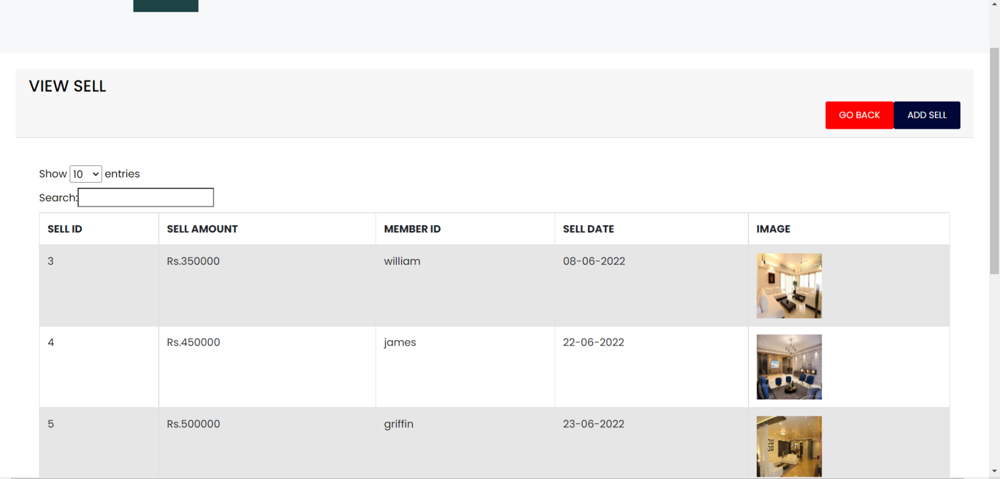 VIEW SELL
GO BACK ADD SELL
Show 10 entries
Search:
SELL ID SELL AMOUNT MEMBER ID SELL DATE IMAGE
3 Rs.350000 william 08-06-2022
4 Rs.450000 james 22-06-2022
5 Rs.500000 griffin 23-06-2022